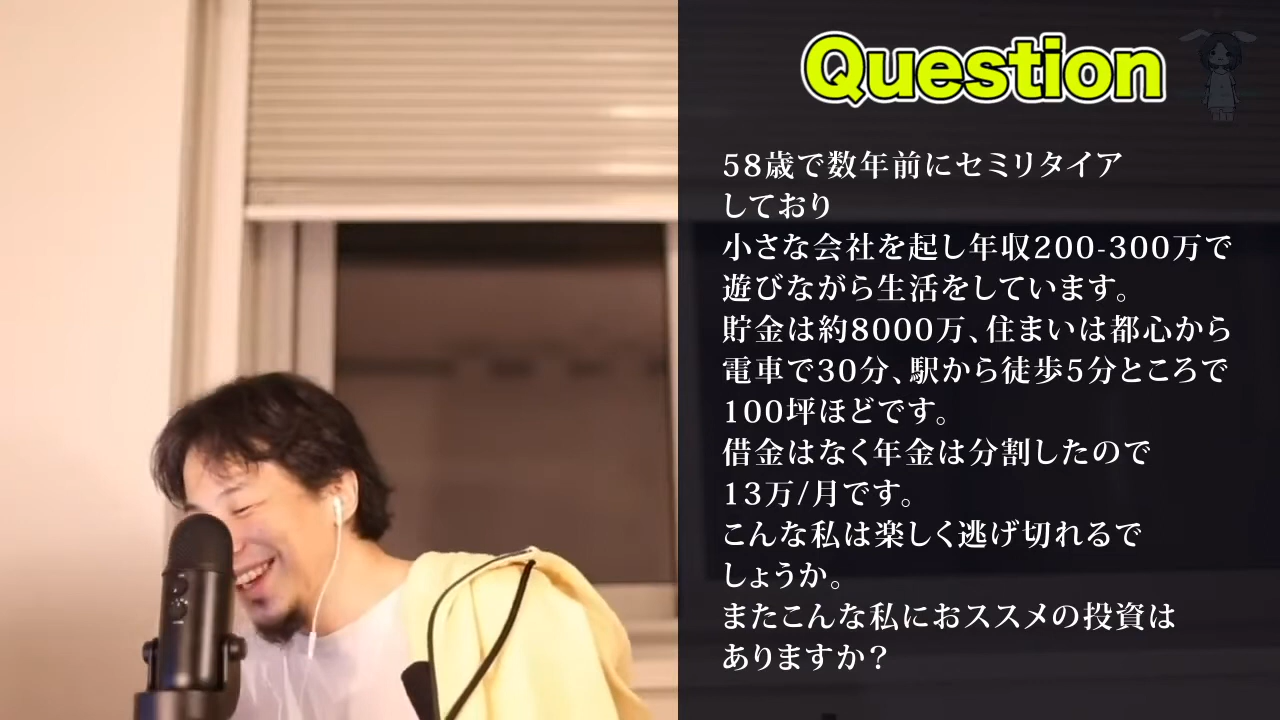 Question
58歳で数年前にセミリタイア
しており
小さな会社を起し年収200-300万で
遊びながら生活をしています。
貯金は約8000万、住まいは都心から
電車で30分、駅から徒歩5分ところで
100坪ほどです。
借金はなく年金は分割したので
13万/月です。
こんな私は楽しく逃げ切れるで
しょうか。
またこんな私におススメの投資は
ありますか？